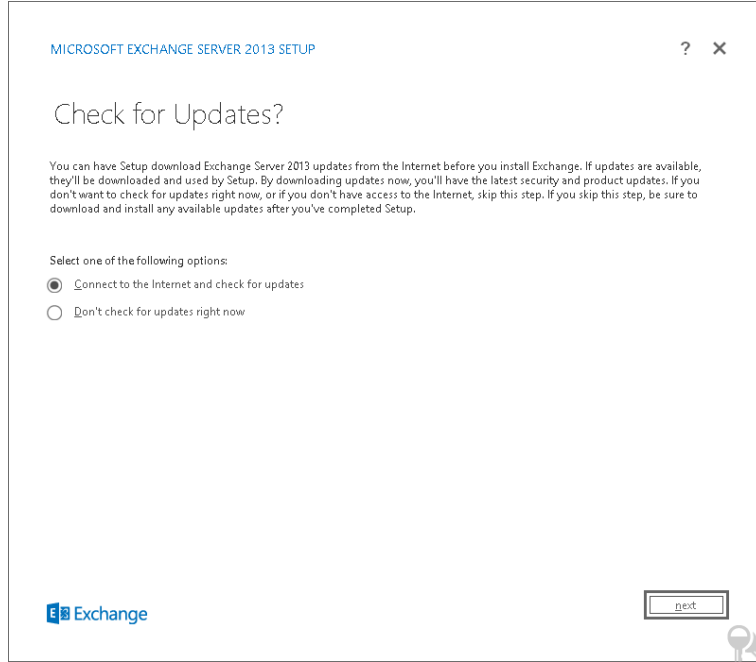 MICROSOFT EXCHANGE SERVER 2013 SETUP
?
Check for Updates?
You can have Setup download Exchange Server 2013 updates from the Internet before you install Exchange. If updates are available,
they'll be downloaded and used by Setup. By downloading updates now, you'll have the latest security and product updates. If you
don't want to check for updates right now, or if you don't have access to the Internet, skip this step. If you skip this step, be sure to
download and install any available updates after you've completed Setup.
Select one of the following options:
Connect to the Internet and check for updates
Don't check for updates right now
E Exchange
next